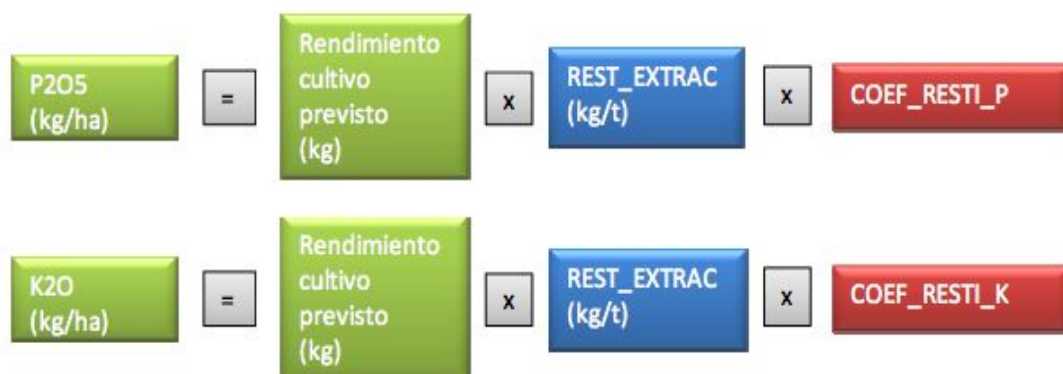 P2O5
(kg/ha)
=
Rendimiento
cultivo
previsto
(kg)
x
REST_EXTRAC
(kg/t)
x
COEF_RESTI_P
K2O
(kg/ha)
=
Rendimiento
cultivo
previsto
(kg)
x
REST_EXTRAC
(kg/t)
x
COEF_RESTI_K